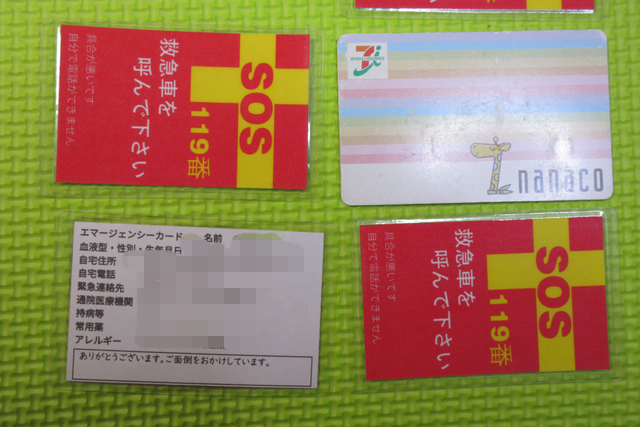 SOS
119番
救急車を
呼んで下さい
具合が悪いです
自分で電話ができません
nanaco
エマージェンシーカード 名前
血液型・性別・生年月日
自宅住所
自宅電話
緊急連絡先
通院医療機関
持病等
常用薬
アレルギー
ありがとうございます。ご面倒をおかけしています。
SOS
119番
救急車を
呼んで下さい
具合が悪いです
自分で電話ができません